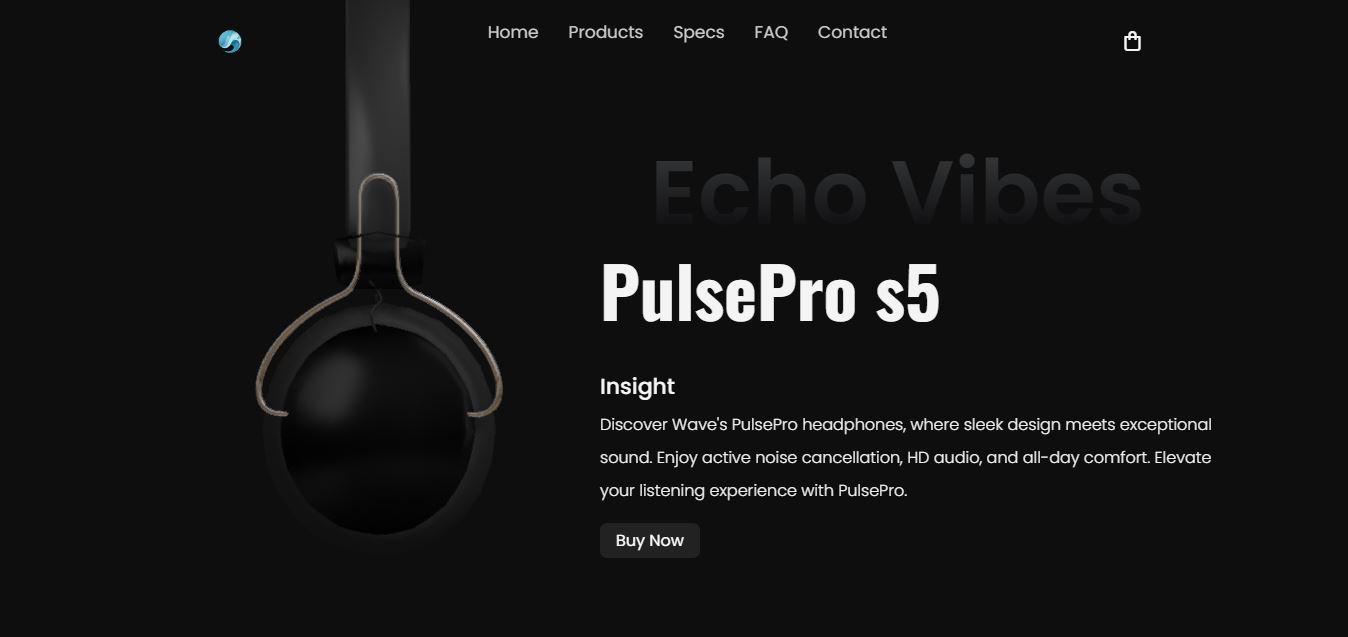 Home Products Specs FAQ Contact
Echo Vibes
PulsePro s5
Insight
Discover Wave's PulsePro headphones, where sleek design meets exceptional
sound. Enjoy active noise cancellation, HD audio, and all-day comfort. Elevate
your listening experience with PulsePro.
Buy Now